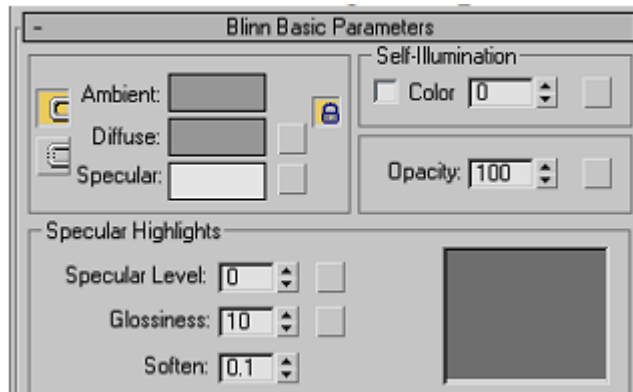 - Blinn Basic Parameters
Self-Illumination
Ambient:
Color 0
Diffuse:
Specular:
Opacity: 100
Specular Highlights
Specular Level: 0
Glossiness: 10
Soften: 0.1